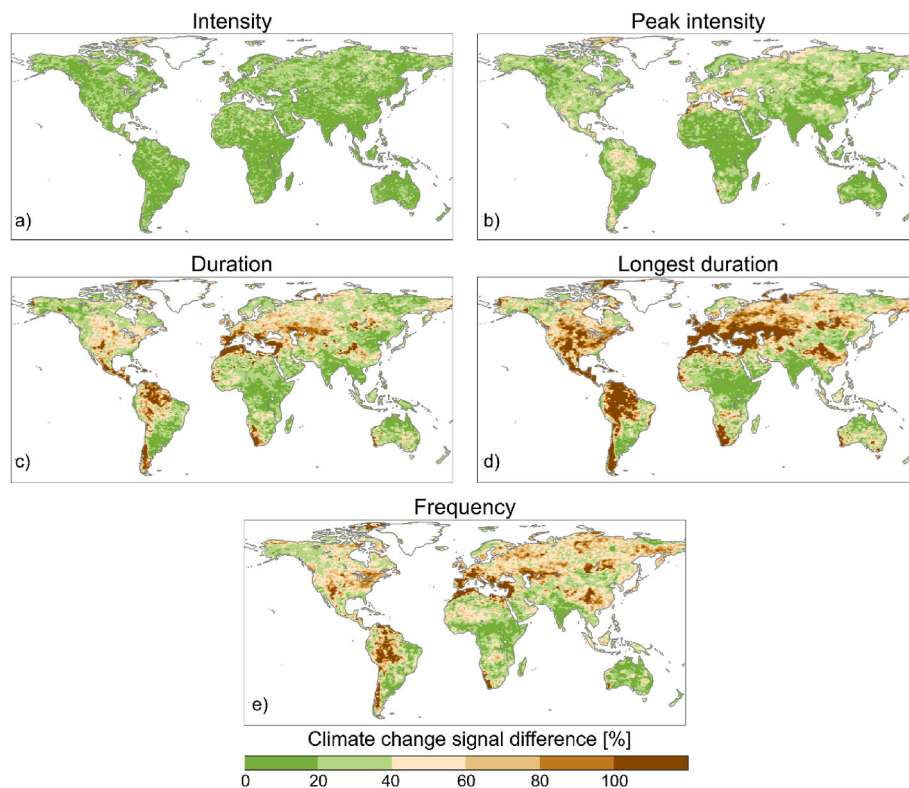 Intensity
Peak intensity
a)
b)
Duration
Longest duration
c)
d)
Frequency
e)
Climate change signal difference [%]
0 20 40 60 80 100